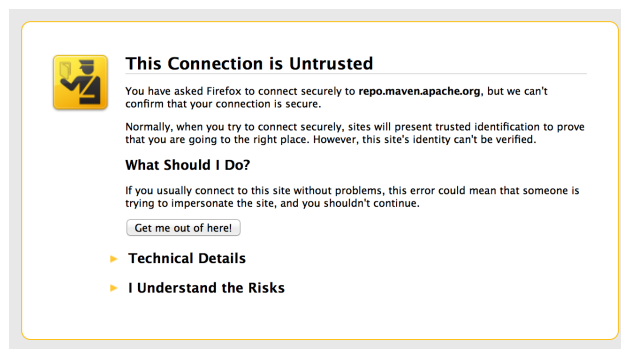 This Connection is Untrusted
You have asked Firefox to connect securely to repo.maven.apache.org, but we can't
confirm that your connection is secure.
Normally, when you try to connect securely, sites will present trusted identification to prove
that you are going to the right place. However, this site's identity can't be verified.
What Should I Do?
If you usually connect to this site without problems, this error could mean that someone is
trying to impersonate the site, and you shouldn't continue.
Get me out of here!
Technical Details
I Understand the Risks